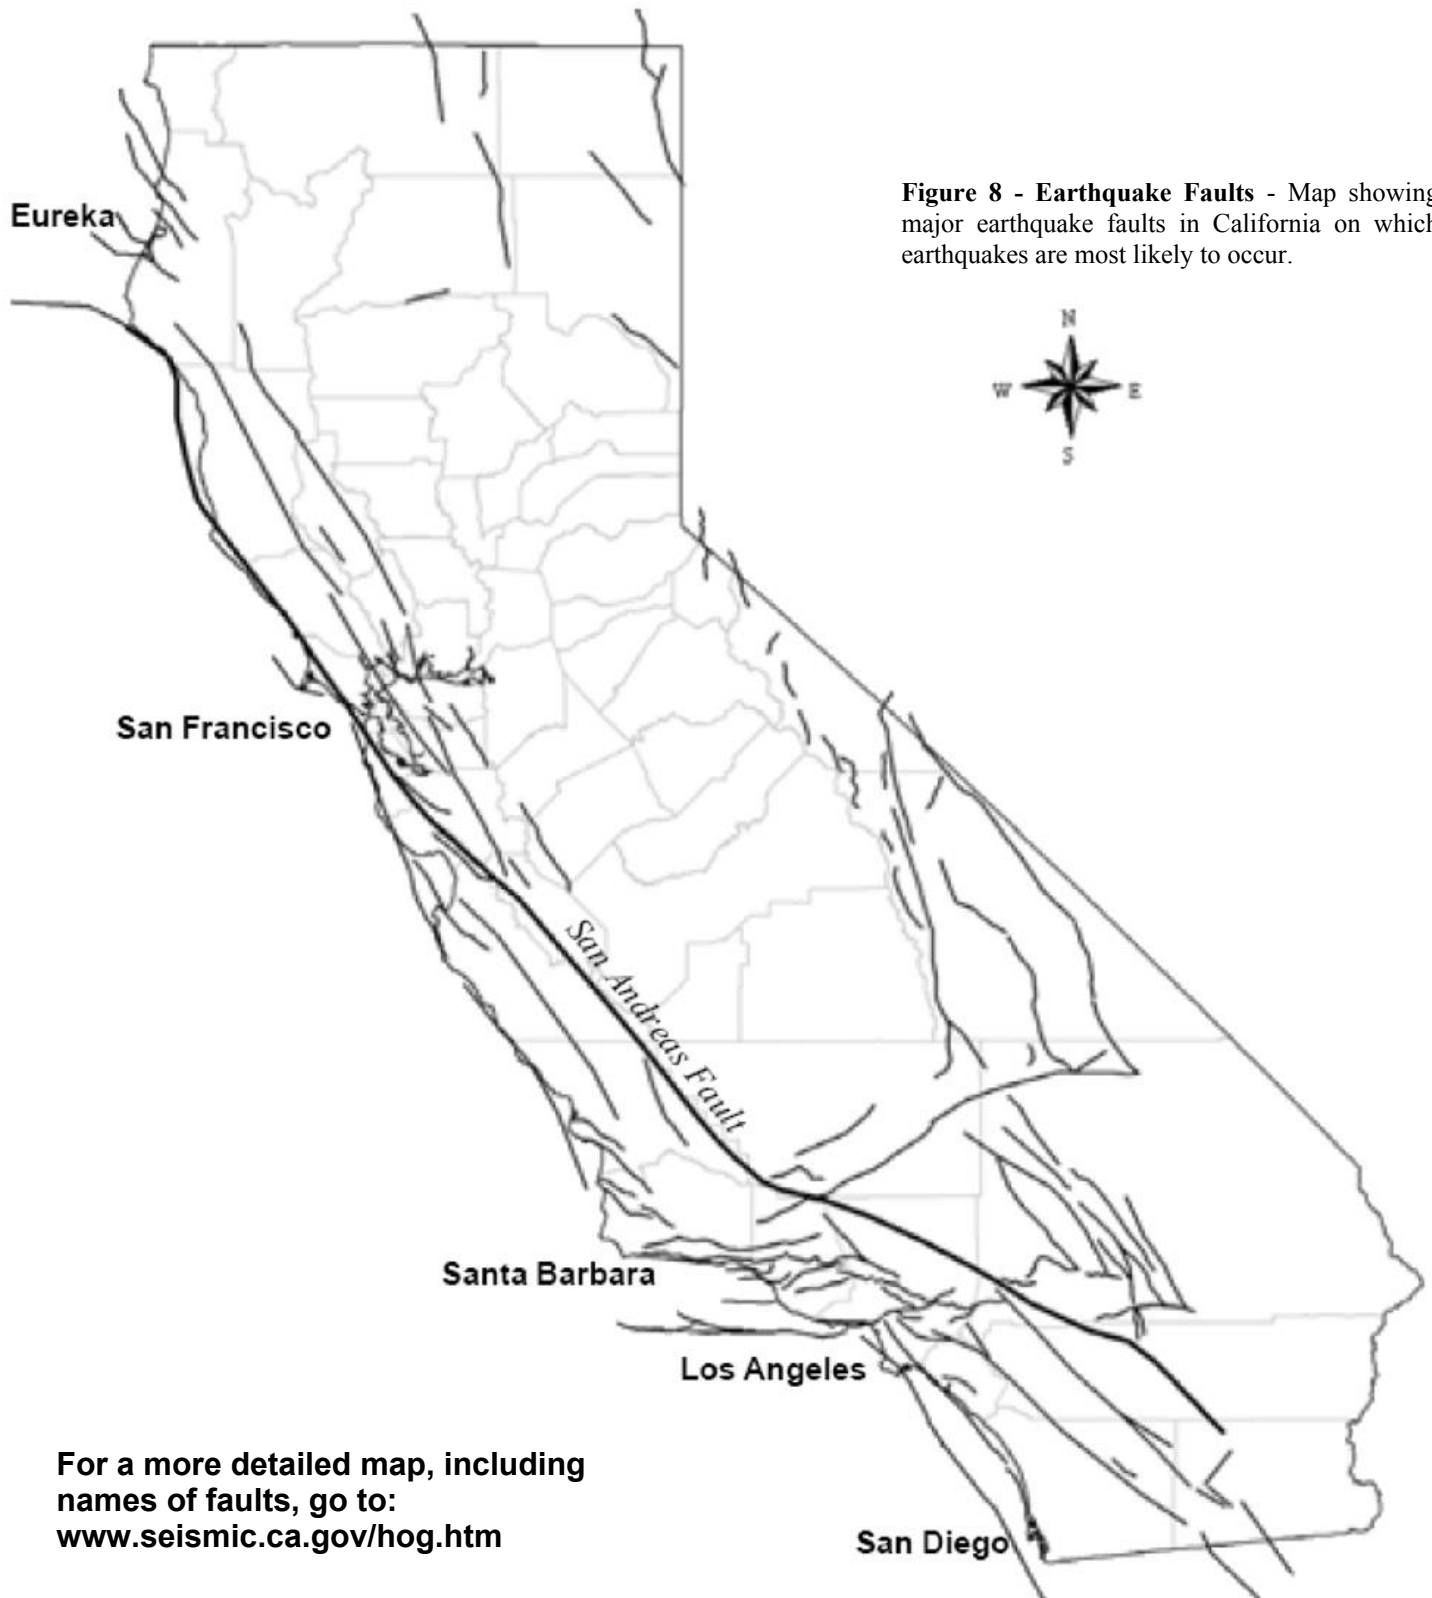 Eureka
Figure 8 - Earthquake Faults - Map showing
major earthquake faults in California on which
earthquakes are most likely to occur.
N
W
E
S
San Francisco
San Andreas Fault
Santa Barbara
Los Angeles
For a more detailed map, including
names of faults, go to:
www.seismic.ca.gov/hog.htm
San Diego